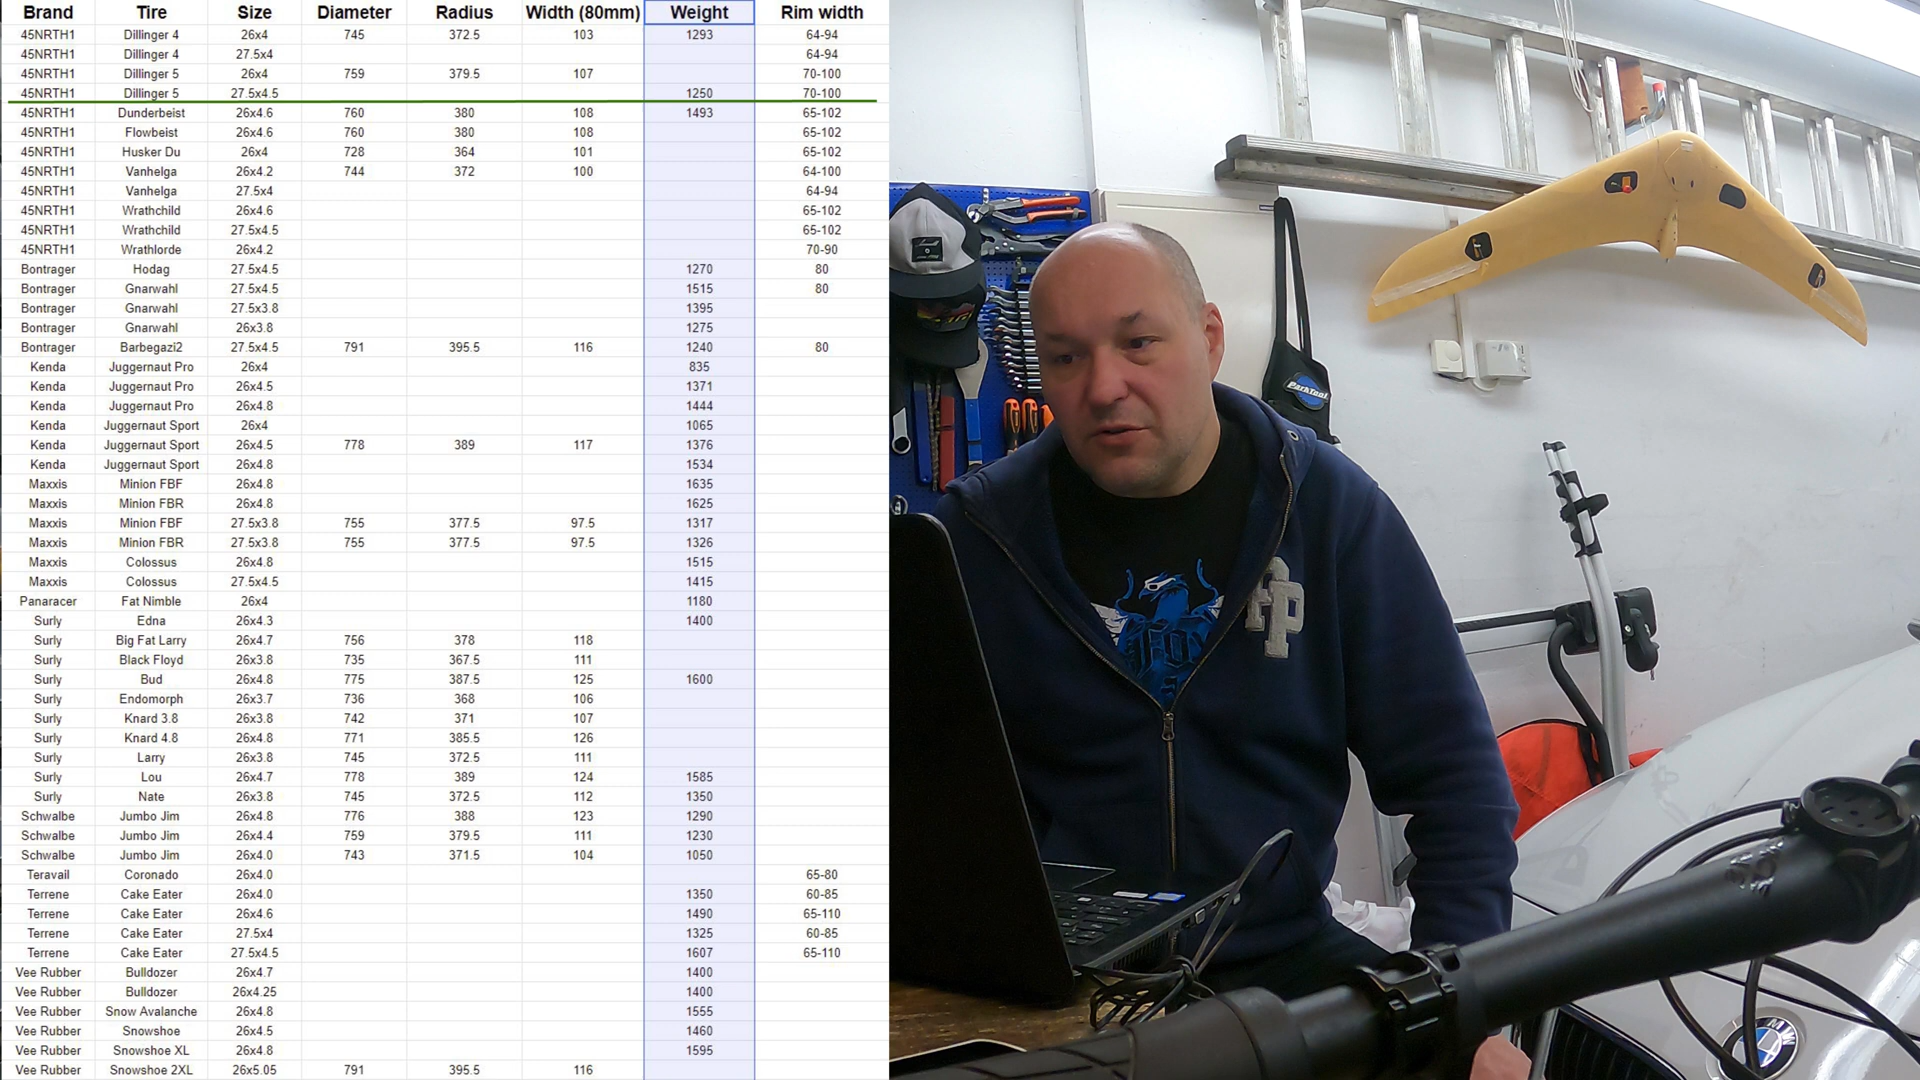 Brand Tire Size Diameter Radius Width (80mm) Weight Rim width
45NRTH1 Dillinger 4 26x4 745 372.5 103 1293 64-94
45NRTH1 Dillinger 4 27.5x4 64-94
45NRTH1 Dillinger 5 26x4 759 379.5 107 70-100
45NRTH1 Dillinger 5 27.5x4.5 1250 70-100
45NRTH1 Dunderbeist 26x4.6 760 380 108 1493 65-102
45NRTH1 Flowbeist 26x4.6 760 380 108 65-102
45NRTH1 Husker Du 26x4 728 364 101 65-102
45NRTH1 Vanhelga 26x4.2 744 372 100 64-100
45NRTH1 Vanhelga 27.5x4 64-94
45NRTH1 Wrathchild 26x4.6 65-102
45NRTH1 Wrathchild 27.5x4.5 65-102
45NRTH1 Wrathlorde 26x4.2 70-90
Bontrager Hodag 27.5x4.5 1270 80
Bontrager Gnarwahl 27.5x4.5 1515 80
Bontrager Gnarwahl 27.5x3.8 1395
Bontrager Gnarwahl 26x3.8 1275
Bontrager Barbegazi2 27.5x4.5 791 395.5 116 1240 80
Kenda Juggernaut Pro 26x4 835
Kenda Juggernaut Pro 26x4.5 1371
Kenda Juggernaut Pro 26x4.8 1444
Kenda Juggernaut Sport 26x4 1065
Kenda Juggernaut Sport 26x4.5 778 389 117 1376
Kenda Juggernaut Sport 26x4.8 1534
Maxxis Minion FBF 26x4.8 1635
Maxxis Minion FBR 26x4.8 1625
Maxxis Minion FBF 27.5x3.8 755 377.5 97.5 1317
Maxxis Minion FBR 27.5x3.8 755 377.5 97.5 1326
Maxxis Colossus 26x4.8 1515
Maxxis Colossus 27.5x4.5 1415
Panaracer Fat Nimble 26x4 1180
Surly Edna 26x4.3 1400
Surly Big Fat Larry 26x4.7 756 378 118
Surly Black Floyd 26x3.8 735 367.5 111
Surly Bud 26x4.8 775 387.5 125 1600
Surly Endomorph 26x3.7 736 368 106
Surly Knard 3.8 26x3.8 742 371 107
Surly Knard 4.8 26x4.8 771 385.5 126
Surly Larry 26x3.8 745 372.5 111
Surly Lou 26x4.7 778 389 124 1585
Surly Nate 26x3.8 745 372.5 112 1350
Schwalbe Jumbo Jim 26x4.8 776 388 123 1290
Schwalbe Jumbo Jim 26x4.4 759 379.5 111 1230
Schwalbe Jumbo Jim 26x4.0 743 371.5 104 1050
Teravail Coronado 26x4.0 65-80
Terrene Cake Eater 26x4.0 1350 60-85
Terrene Cake Eater 26x4.6 1490 65-110
Terrene Cake Eater 27.5x4 1325 60-85
Terrene Cake Eater 27.5x4.5 1607 65-110
Vee Rubber Bulldozer 26x4.7 1400
Vee Rubber Bulldozer 26x4.25 1400
Vee Rubber Snow Avalanche 26x4.8 1555
Vee Rubber Snowshoe 26x4.5 1460
Vee Rubber Snowshoe XL 26x4.8 1595
Vee Rubber Snowshoe 2XL 26x5.05 791 395.5 116
ParkTool
Fox
AP
BMW